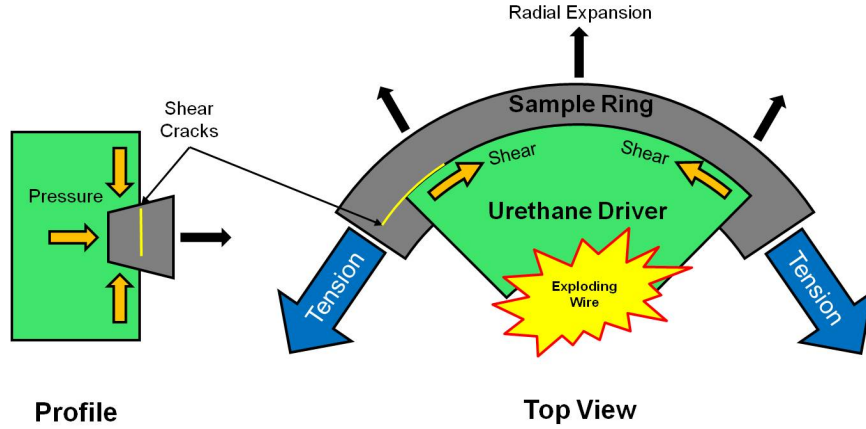 Radial Expansion
Shear
Cracks
Sample Ring
Shear
Shear
Pressure
Urethane Driver
Exploding
Wire
Tension
Tension
Profile
Top View